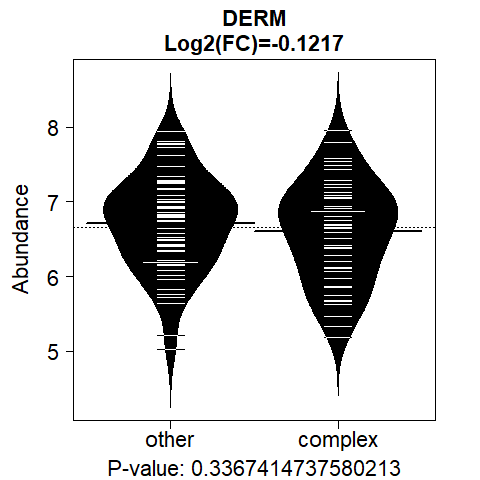 DERM
Log2(FC)=-0.1217
Abundance
8
7
6
5
other complex
P-value: 0.3367414737580213